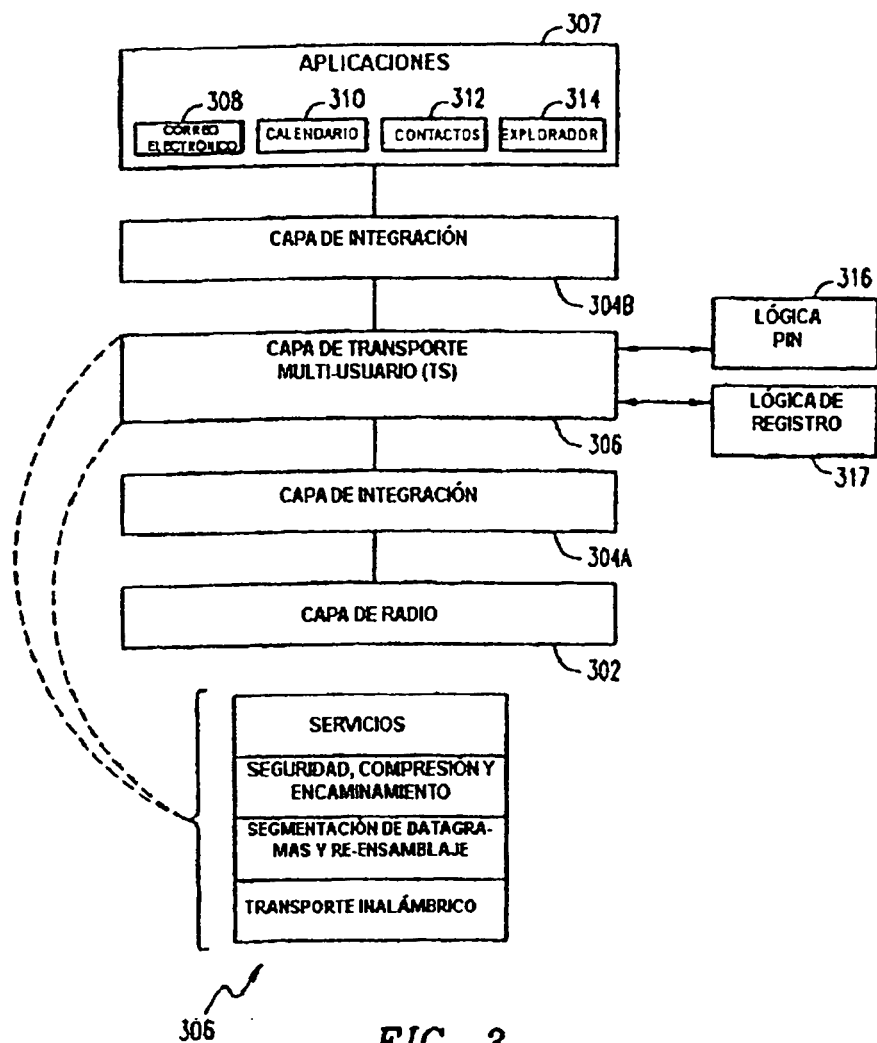 307
APLICACIONES
308
310
312
314
CORREO
ELECTRÓNICO
CALENDARIO
CONTACTOS
EXPLORADOR
CAPA DE INTEGRACIÓN
304B
316
LÓGICA
PIN
CAPA DE TRANSPORTE
MULTI-USUARIO (TS)
306
LÓGICA DE
REGISTRO
317
CAPA DE INTEGRACIÓN
304A
CAPA DE RADIO
302
SERVICIOS
SEGURIDAD, COMPRESIÓN Y
ENCAMINAMIENTO
SEGMENTACIÓN DE DATAGRA-
MAS Y RE-ENSAMBLAJE
TRANSPORTE INALÁMBRICO
306
FIG. 3